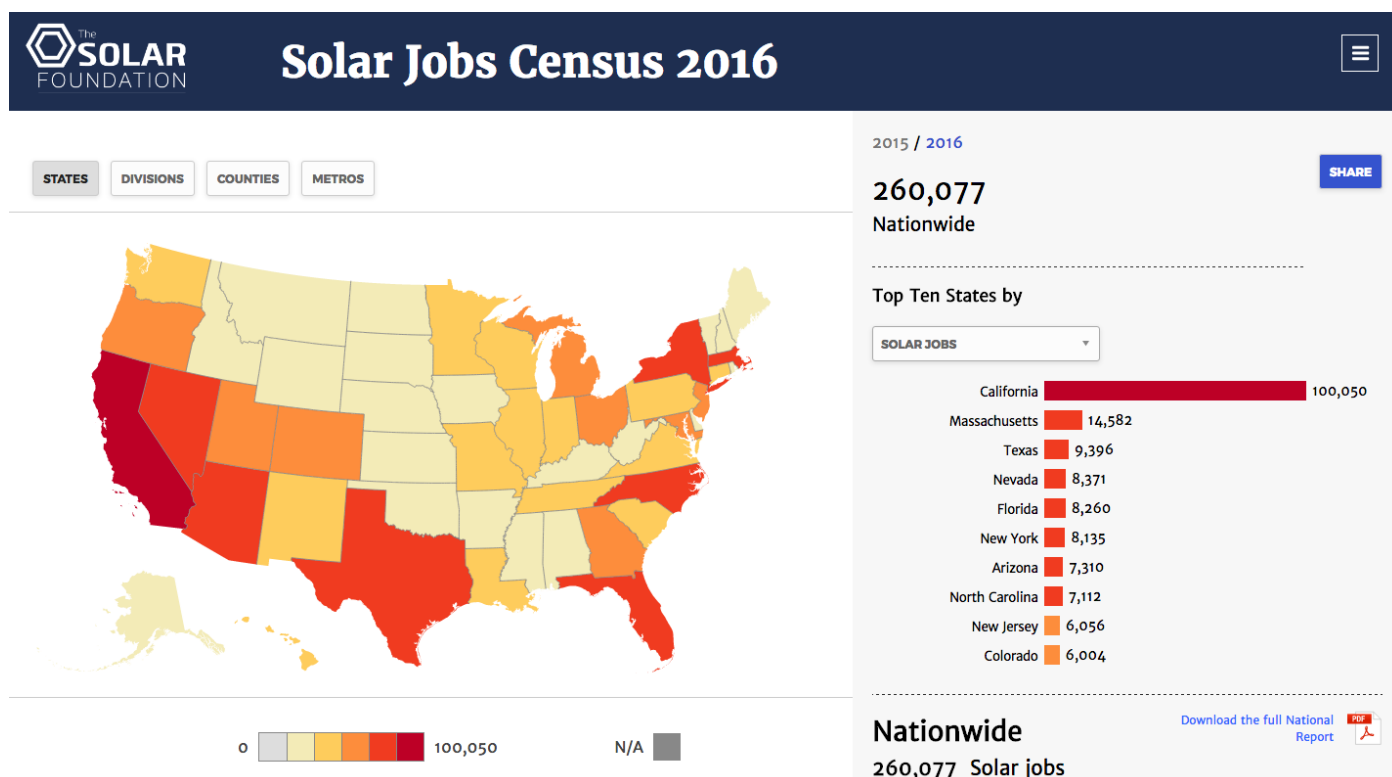 The
SOLAR
FOUNDATION
Solar Jobs Census 2016
STATES
DIVISIONS
COUNTIES
METROS
0
100,050
N/A
2015 / 2016
SHARE
260,077
Nationwide
Top Ten States by
SOLAR JOBS
California 100,050
Massachusetts 14,582
Texas 9,396
Nevada 8,371
Florida 8,260
New York 8,135
Arizona 7,310
North Carolina 7,112
New Jersey 6,056
Colorado 6,004
Nationwide
Download the full National
Report
PDF
260,077 Solar jobs